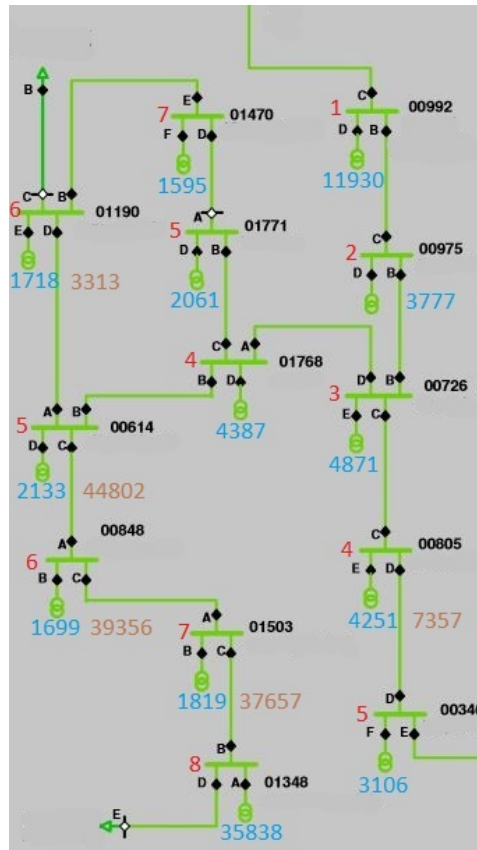 C
00992
1
D B
11930
B
E
7 01470
F D
1595
C B
6 01190
E D
1718 3313
A
5 01771
D B
2061
C
2 00975
D B
3777
C A
4 01768
B D
4387
D B
3 00726
E C
4871
A B
5 00614
D C
2133 44802
00848
A
6
B C
1699 39356
C
00805
4
E D
4251 7357
A
7 01503
B C
1819 37657
D
5 0034
F E
3106
B
8
D A 01348
E
35838